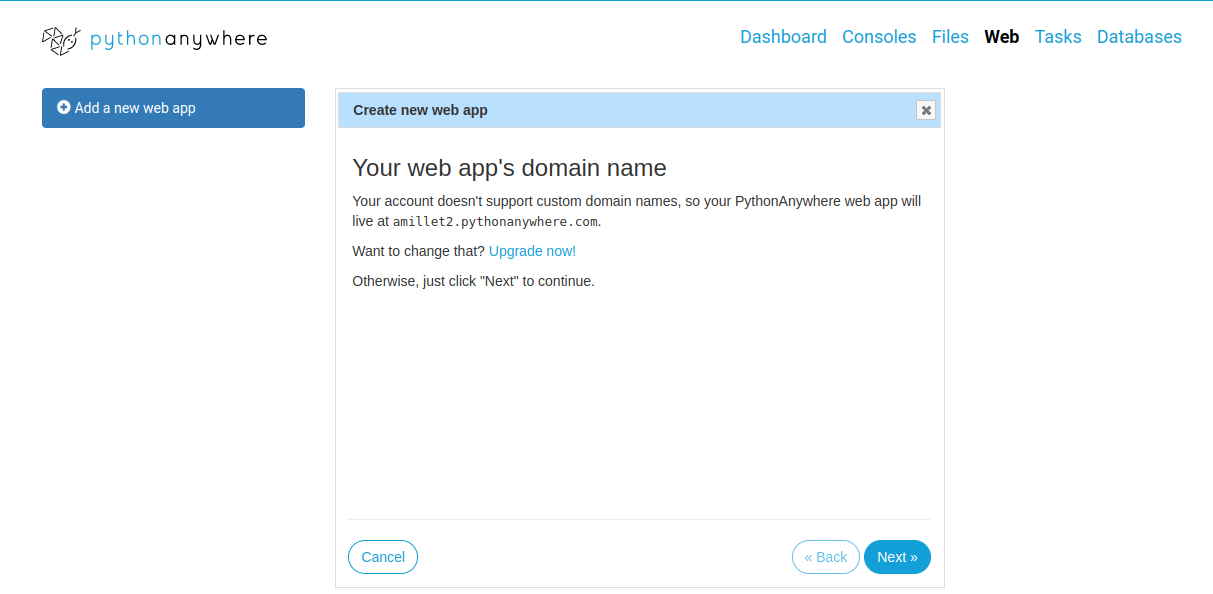 pythonanywhere
Dashboard Consoles Files Web Tasks Databases
Add a new web app
Create new web app
Your web app's domain name
Your account doesn't support custom domain names, so your PythonAnywhere web app will
live at amillet2.pythonanywhere.com.
Want to change that? Upgrade now!
Otherwise, just click "Next" to continue.
Cancel
« Back
Next »